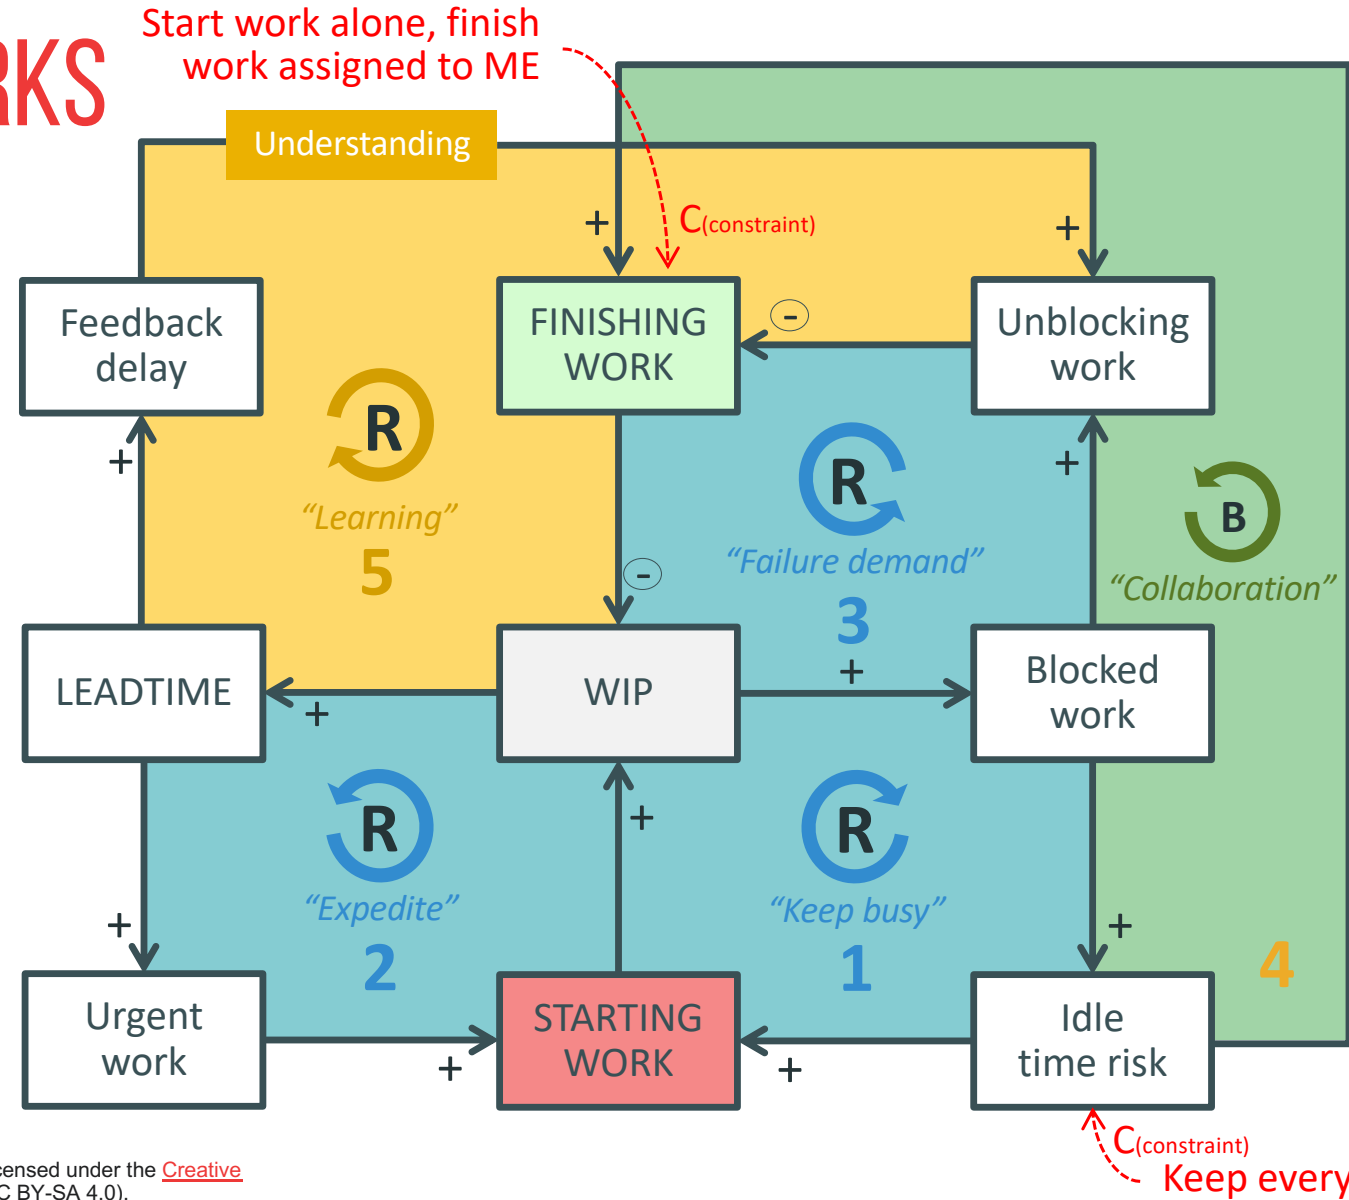 Start work alone, finish
work assigned to ME
RKS
Understanding
+
C(constraint)
+
Feedback
delay
FINISHING
WORK
-
Unblocking
work
R
"Learning"
5
+
R
"Failure demand"
3
+
B
"Collaboration"
-
LEADTIME
WIP
+
Blocked
work
+
+
R
"Expedite"
2
R
"Keep busy"
1
+
+
4
Urgent
work
STARTING
WORK
Idle
time risk
+
+
C(constraint)
Keep every
censed under the Creative
C BY-SA 4.0).